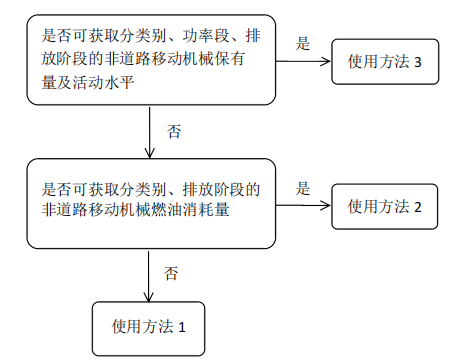 是否可获取分类别、功率段、排
放阶段的非道路移动机械保有
量及活动水平
是
使用方法 3
否
是否可获取分类别、排放阶段的
非道路移动机械燃油消耗量
是
使用方法 2
否
使用方法 1